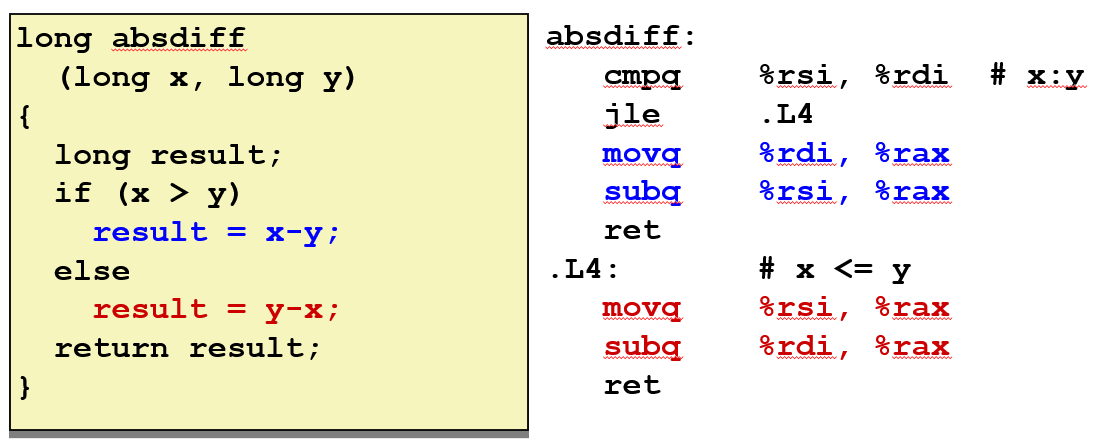 long absdiff
  (long x, long y)
{
  long result;
  if (x > y)
    result = x-y;
  else
    result = y-x;
  return result;
}
absdiff:
   cmpq    %rsi, %rdi  # x:y
   jle     .L4
   movq    %rdi, %rax
   subq    %rsi, %rax
   ret
.L4:       # x <= y
   movq    %rsi, %rax
   subq    %rdi, %rax
   ret